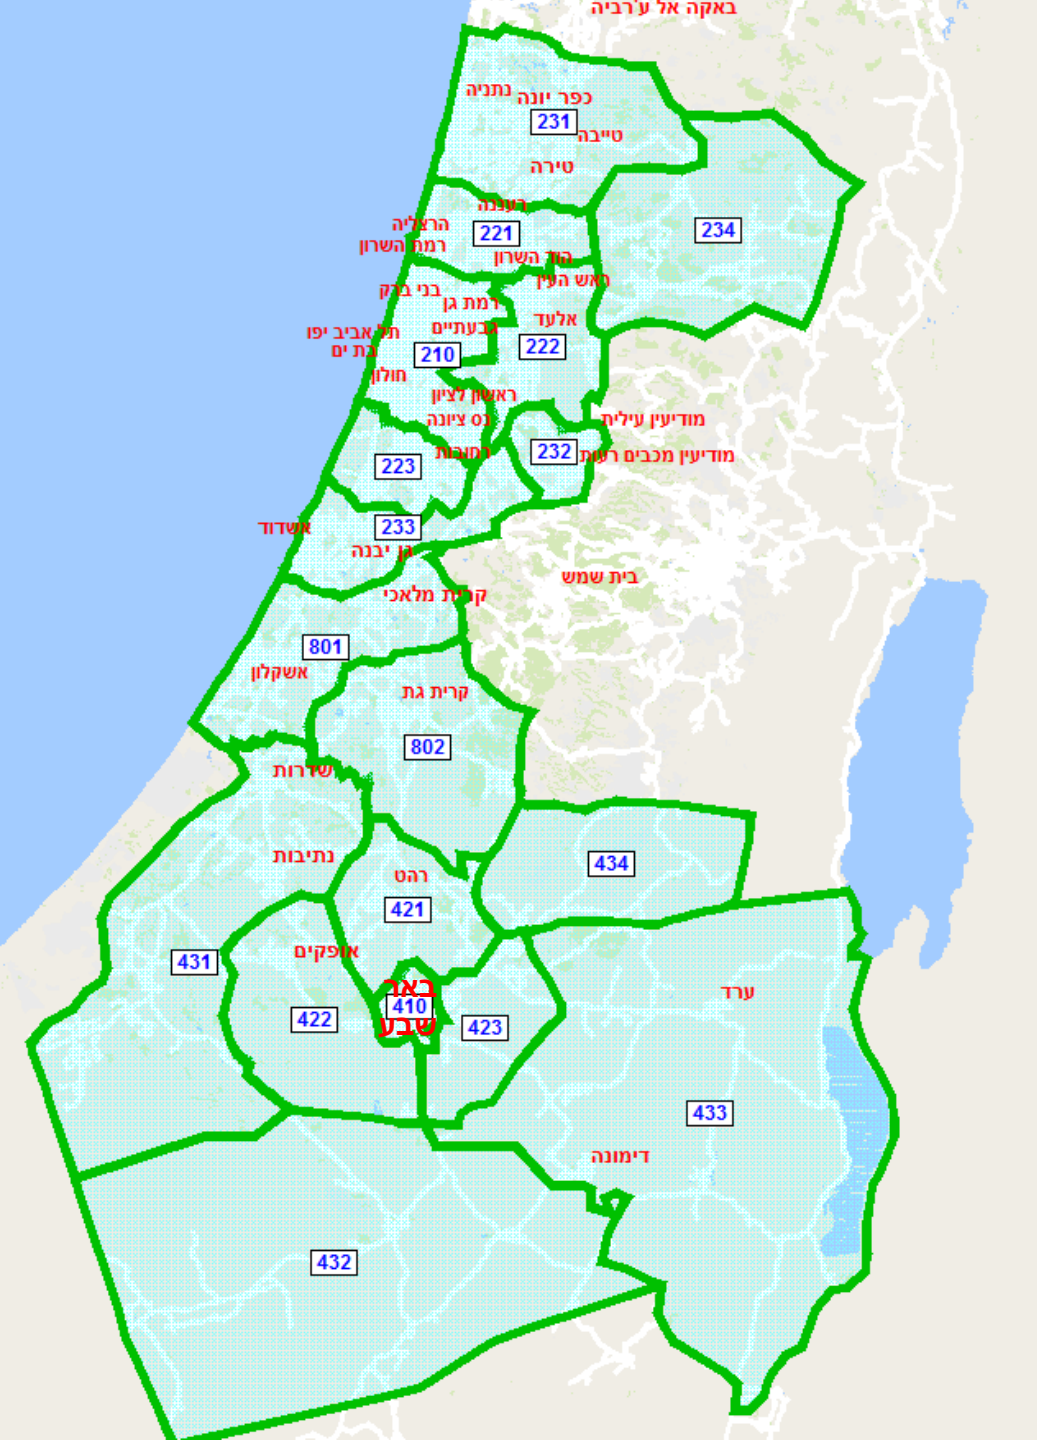 באקה אל ע'רביה
נתניה
כפר יונה
231
טייבה
טירה
רעננה
הרצליה
221
234
רמת השרון
הוד השרון
ראש העין
בני ברק
רמת גן
אלעד
גבעתיים
תל אביב יפו
222
בת ים
210
חולון
ראשון לציון
נס ציונה
מודיעין עילית
רחובות
232
מודיעין מכבים רעות
223
אשדוד
233
גן יבנה
בית שמש
קרית מלאכי
801
אשקלון
קרית גת
802
שדרות
נתיבות
434
רהט
421
אופקים
431
באר
ערד
410
422
שבע
423
433
דימונה
432